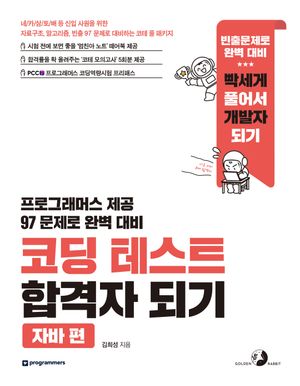 네/카/상/토/배 등 신입 사원을 위한
자료구조, 알고리즘, 빈출 97 문제로 대비하는 코테 풀 패키지
시험 전에 보면 좋을 '엄친아 노트' 페이북 제공
합격률을 확 올려주는 '코테 모의고사' 5회분 제공
PCCP 프로그래머스 코딩역량시험 프리패스
빈출문제로
완벽 대비
★★★
빡세게
풀어서
개발자
되기
프로그래머스 제공
97 문제로 완벽 대비
코딩 테스트
합격자 되기
자바 편
김희성 지음
programmers
GOLDEN RABBIT